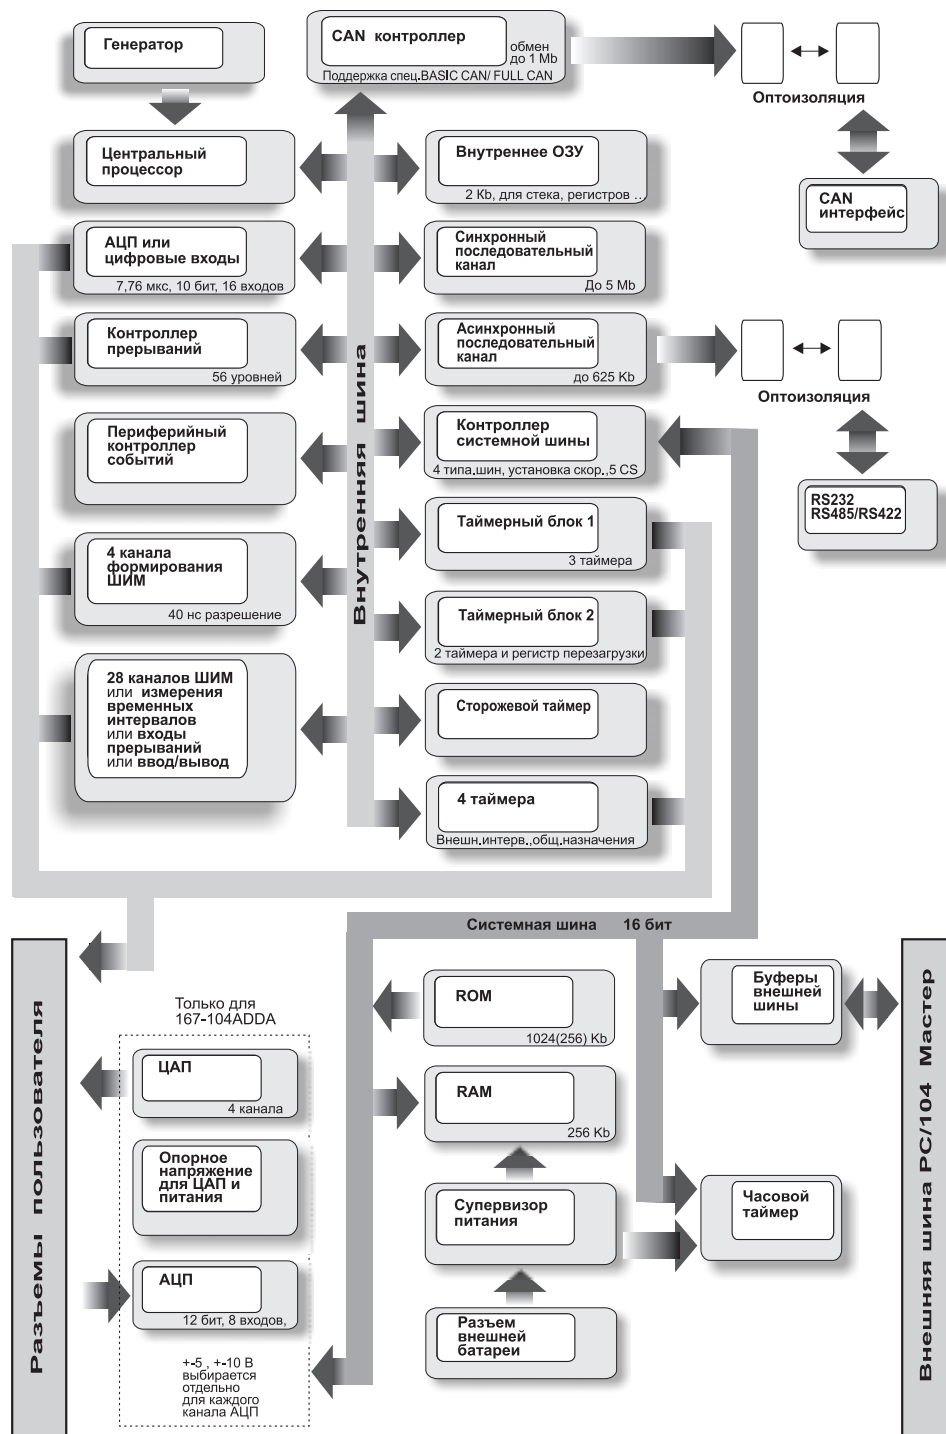 Генератор
CAN контроллер
обмен
до 1 Mb
Поддержка спец.BASIC CAN/ FULL CAN
Оптоизоляция
CAN
интерфейс
Центральный
процессор
Внутреннее ОЗУ
2 Kb, для стека, регистров ...
АЦП или
цифровые входы
7,76 мкс, 10 бит, 16 входов
Синхронный
последовательный
канал
До 5 Mb
Контроллер
прерываний
56 уровней
Асинхронный
последовательный
канал
до 625 Kb
Оптоизоляция
RS232
RS485/RS422
Внутренняя шина
Периферийный
контроллер
событий
Контроллер
системной шины
4 типа.шин, установка скор.,5 CS
4 канала
формирования
ШИМ
40 нс разрешение
Таймерный блок 1
3 таймера
Таймерный блок 2
2 таймера и регистр перезагрузки
28 каналов ШИМ
или измерения
временных
интервалов
или входы
прерываний
или ввод/вывод
Сторожевой таймер
4 таймера
Внешн.интерв.,общ.назначения
Системная шина 16 бит
Разъемы пользователя
Только для
167-104ADDA
ЦАП
4 канала
Опорное
напряжение
для ЦАП и
питания
АЦП
12 бит, 8 входов,
+-5 , +-10 В
выбирается
отдельно
для каждого
канала АЦП
ROM
1024(256) Kb
RAM
256 Kb
Супервизор
питания
Разъем
внешней
батареи
Буферы
внешней
шины
Часовой
таймер
Внешняя шина PC/104 Мастер